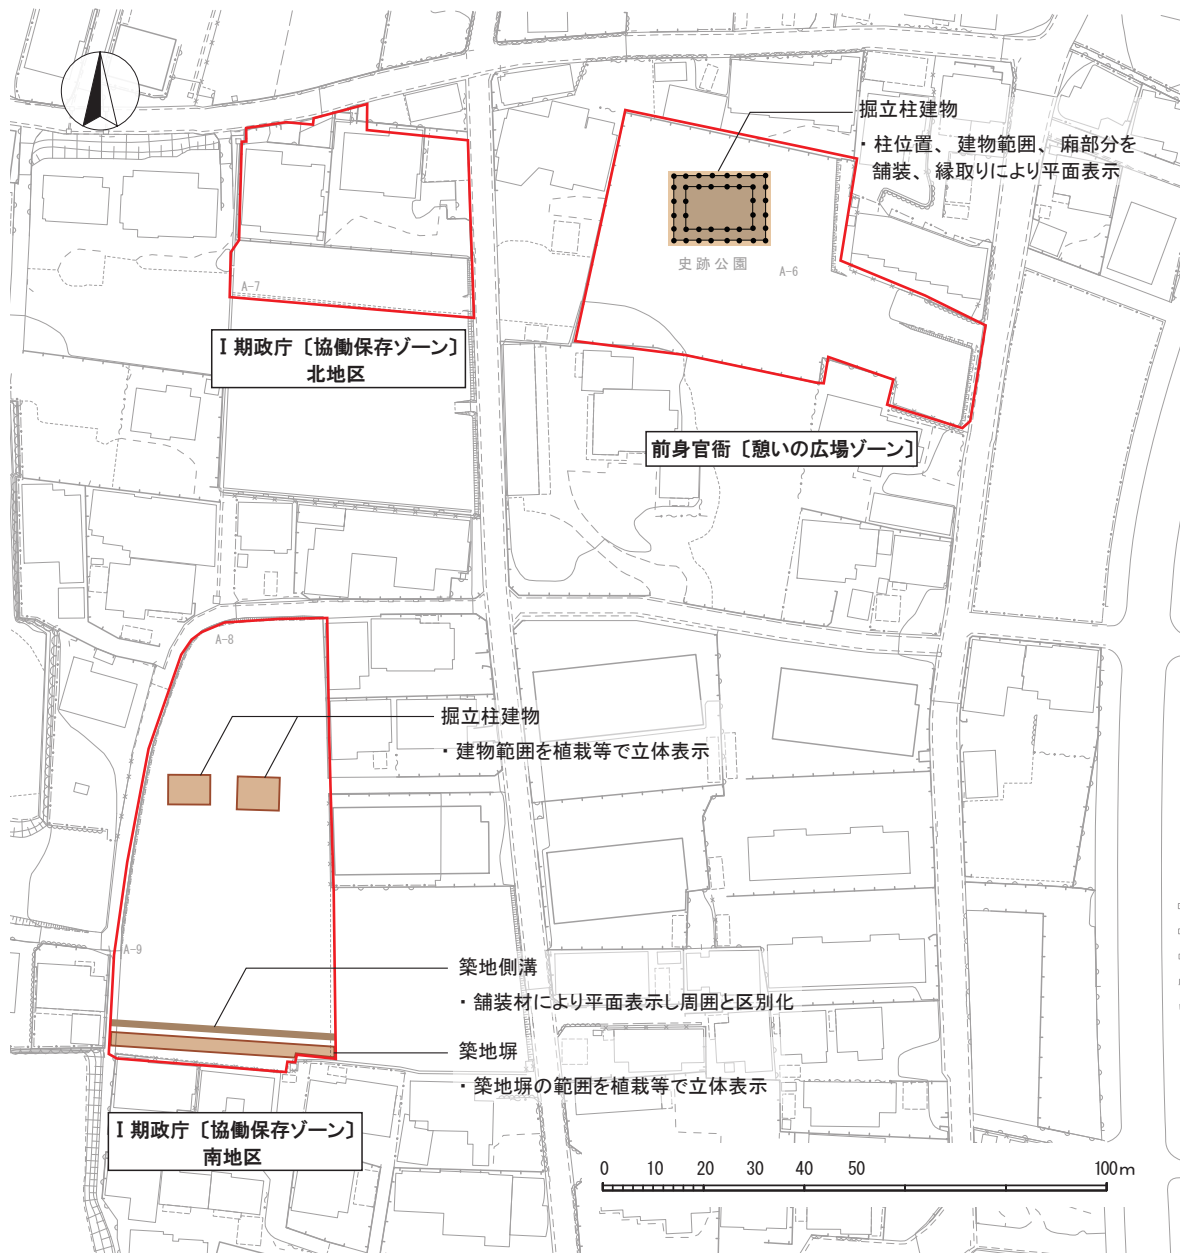 掘立柱建物
・柱位置、建物範囲、廂部分を
舗装、縁取りにより平面表示
史跡公園
A-6
A-7
Ⅰ期政庁〔協働保存ゾーン〕
北地区
前身官衙〔憩いの広場ゾーン〕
A-8
掘立柱建物
・建物範囲を植栽等で立体表示
A-9
築地側溝
・舗装材により平面表示し周囲と区別化
築地塀
・築地塀の範囲を植栽等で立体表示
Ⅰ期政庁〔協働保存ゾーン〕
南地区
0 10 20 30 40 50 100m